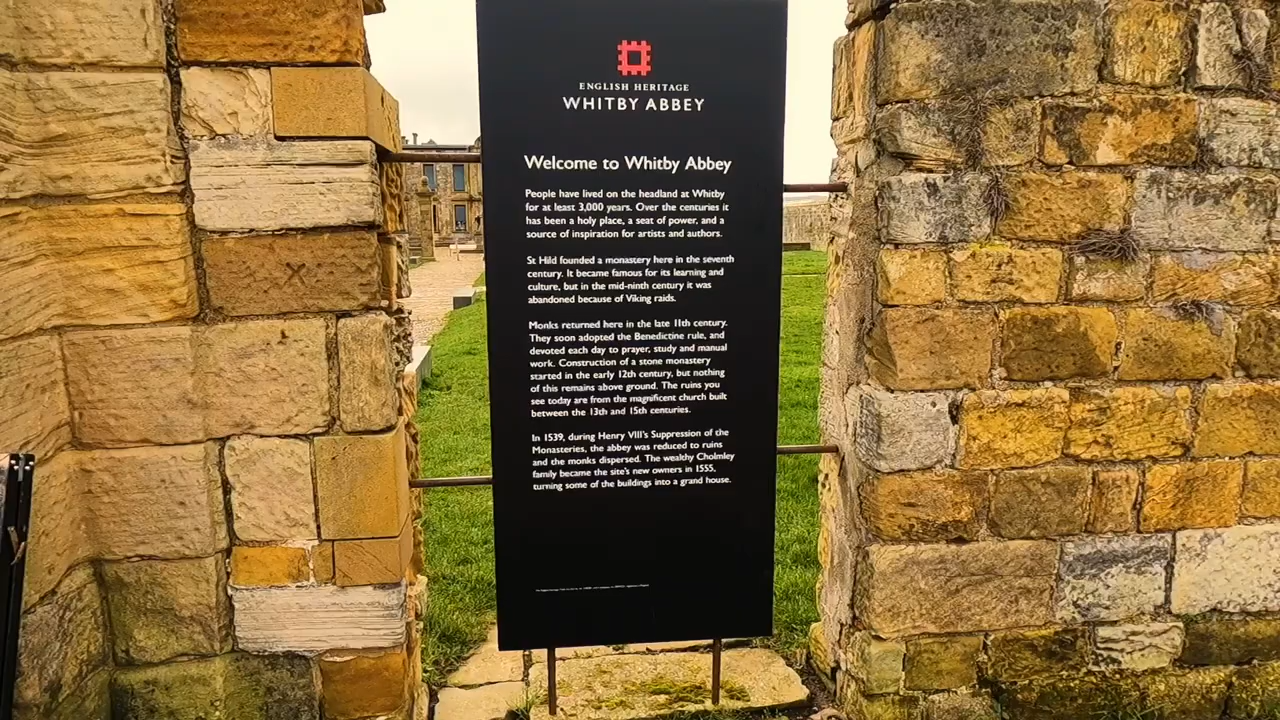 ENGLISH HERITAGE
WHITBY ABBEY
Welcome to Whitby Abbey
People have lived on the headland at Whitby
for at least 3,000 years. Over the centuries it
has been a holy place, a seat of power, and a
source of inspiration for artists and authors.
St Hild founded a monastery here in the seventh
century. It became famous for its learning and
culture, but in the mid-ninth century it was
abandoned because of Viking raids.
Monks returned here in the late 11th century.
They soon adopted the Benedictine rule, and
devoted each day to prayer, study and manual
work. Construction of a stone monastery
started in the early 12th century, but nothing
of this remains above ground. The ruins you
see today are from the magnificent church built
between the 13th and 15th centuries.
In 1539, during Henry VIII's Suppression of the
Monasteries, the abbey was reduced to ruins
and the monks dispersed. The wealthy Cholmley
family became the site's new owners in 1555,
turning some of the buildings into a grand house.